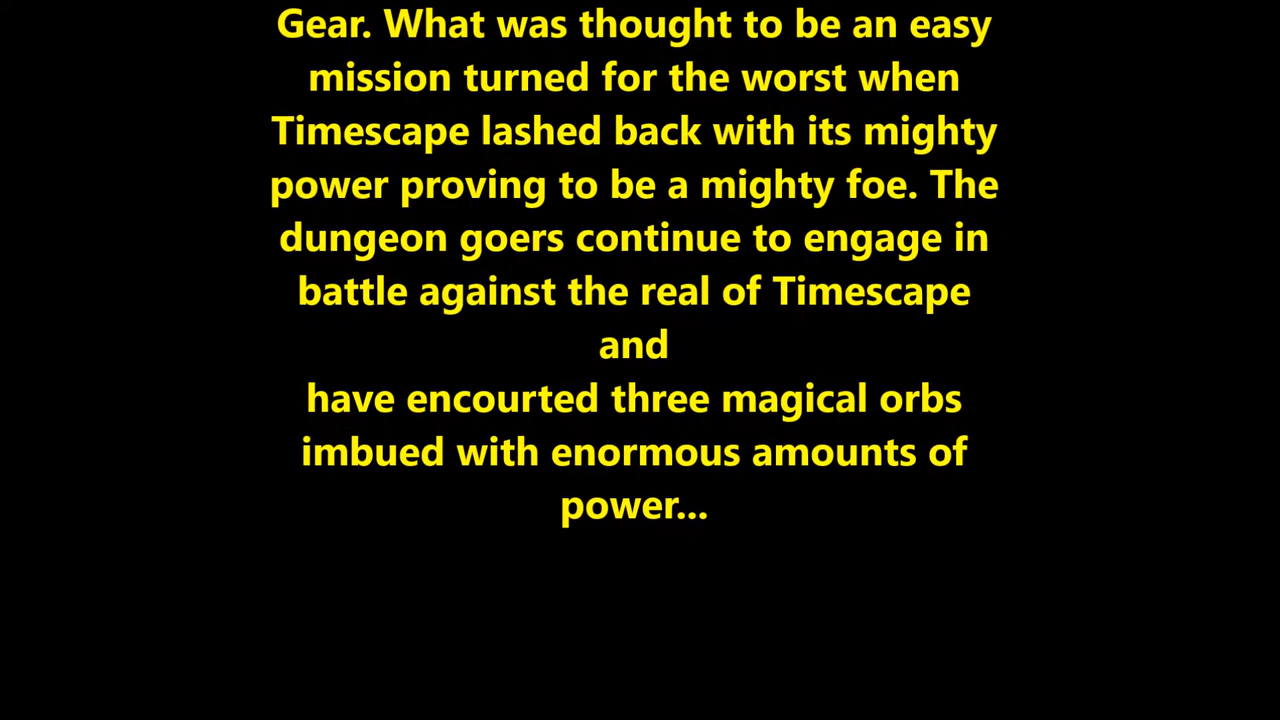 Gear. What was thought to be an easy
mission turned for the worst when
Timescape lashed back with its mighty
power proving to be a mighty foe. The
dungeon goers continue to engage in
battle against the real of Timescape
and
have encourted three magical orbs
imbued with enormous amounts of
power...